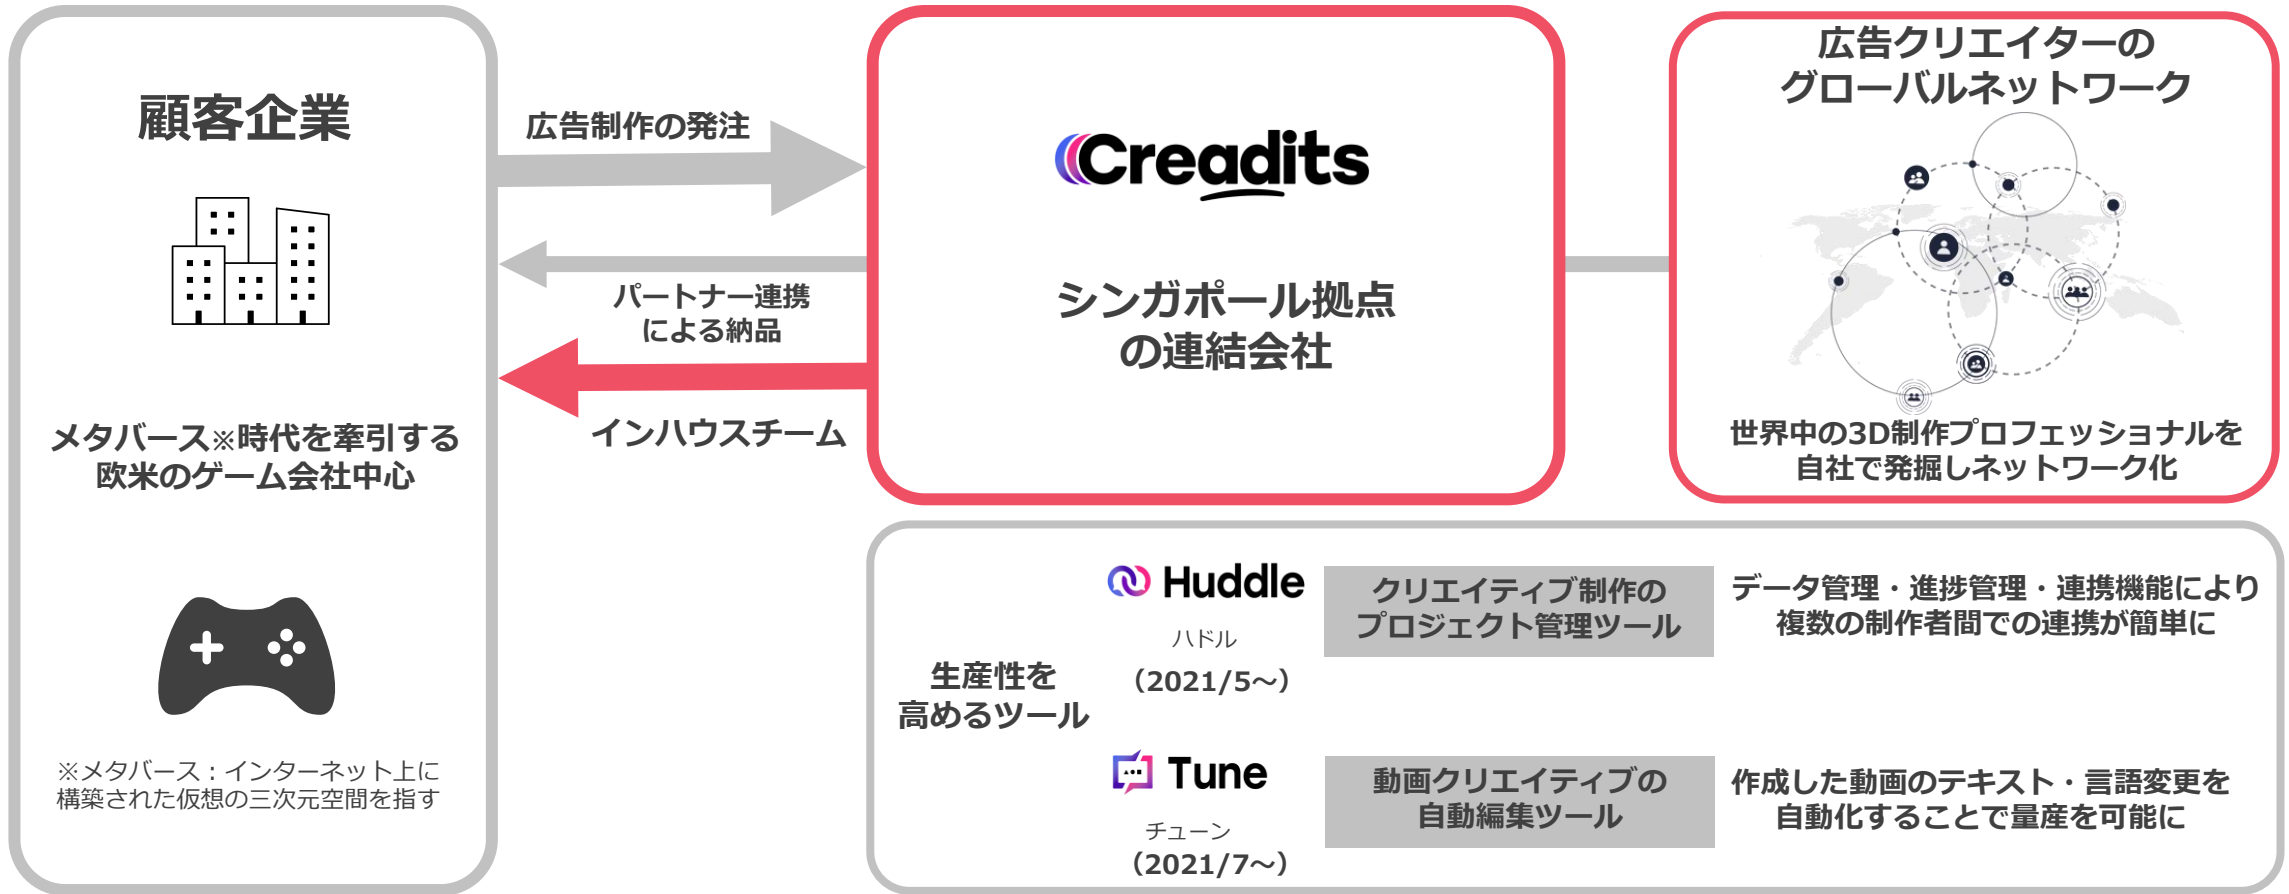 顧客企業
メタバース※時代を牽引する
欧米のゲーム会社中心
※メタバース：インターネット上に
構築された仮想の三次元空間を指す
広告制作の発注
パートナー連携
による納品
インハウスチーム
Creadits
シンガポール拠点
の連結会社
広告クリエイターの
グローバルネットワーク
世界中の3D制作プロフェッショナルを
自社で発掘しネットワーク化
生産性を
高めるツール
Huddle
ハドル
（2021/5～）
クリエイティブ制作の
プロジェクト管理ツール
データ管理・進捗管理・連携機能により
複数の制作者間での連携が簡単に
Tune
チューン
（2021/7～）
動画クリエイティブの
自動編集ツール
作成した動画のテキスト・言語変更を
自動化することで量産を可能に